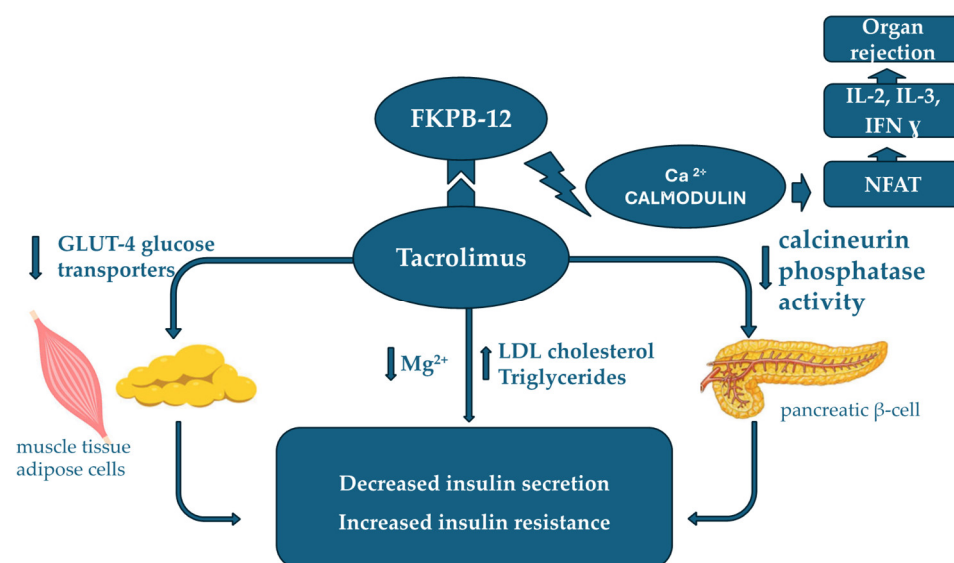 Organ
rejection
IL-2, IL-3,
IFN ɣ
NFAT
FKPB-12
Ca 2+
CALMODULIN
Tacrolimus
GLUT-4 glucose
transporters
calcineurin
phosphatase
activity
Mg2+
LDL cholesterol
Triglycerides
muscle tissue
adipose cells
pancreatic β-cell
Decreased insulin secretion
Increased insulin resistance